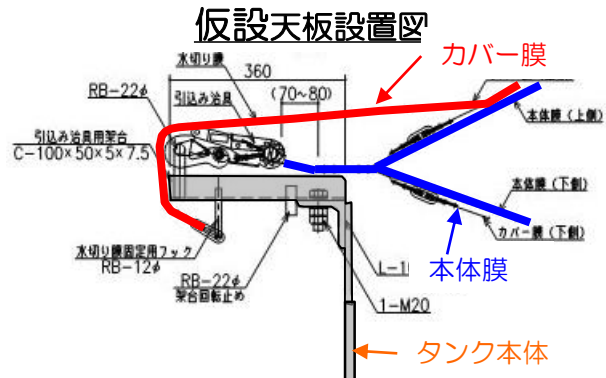 仮設天板設置図
水切り膜
360
カバー膜
RB-22φ
引込み治具
(70~80)
本体膜（上側）
引込み治具用架台
C-100×50×5×7.5
本体膜（下側）
カバー膜（下側）
水切り膜固定用フック
RB-12φ
本体膜
RB-22φ
架台回転止め
1-M20
タンク本体